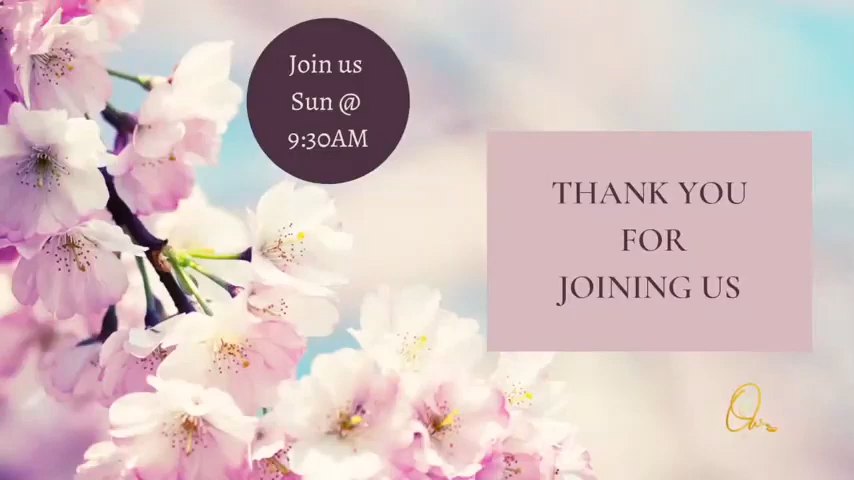 Join us
Sun @
9:30AM
THANK YOU
FOR
JOINING US